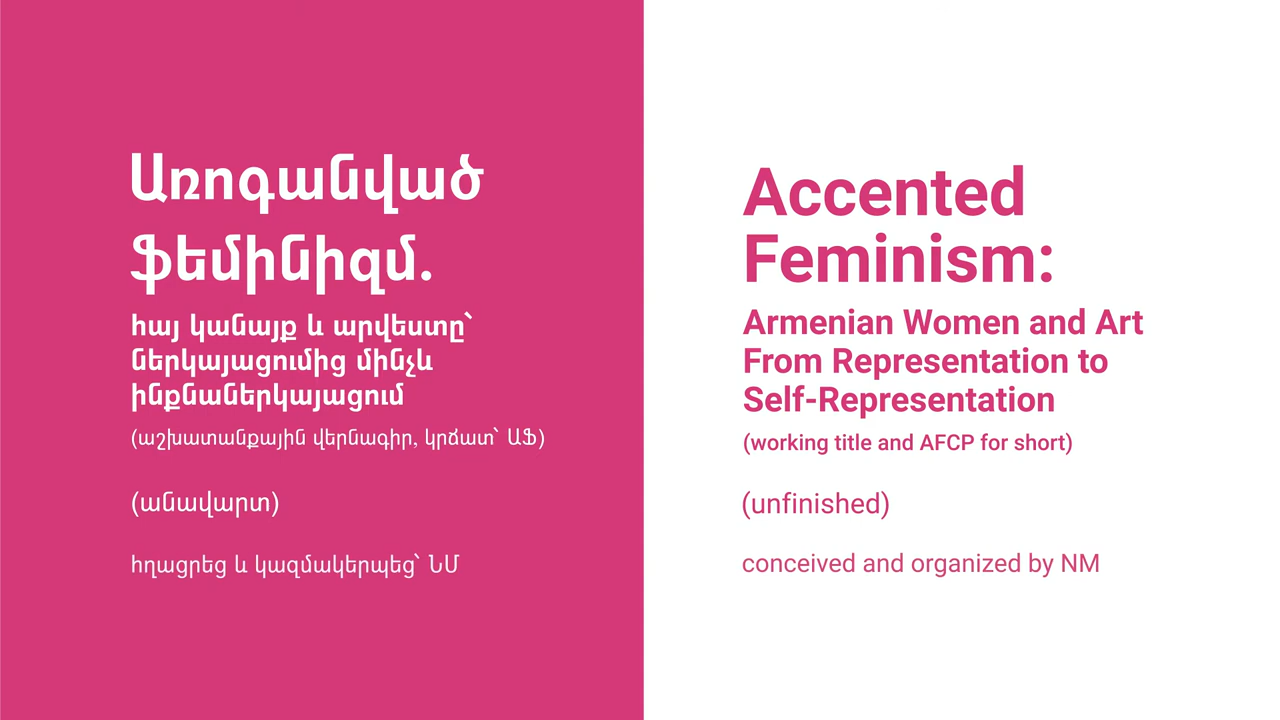 Առոգանված
ֆեմինիզմ.
հայ կանայք և արվեստը՝
ներկայացումից մինչև
ինքնաներկայացում
(աշխատանքային վերնագիր, կրճատ՝ ԱՖ)
(անավարտ)
հղացրեց և կազմակերպեց՝ ՆՄ
Accented
Feminism:
Armenian Women and Art
From Representation to
Self-Representation
(working title and AFCP for short)
(unfinished)
conceived and organized by NM